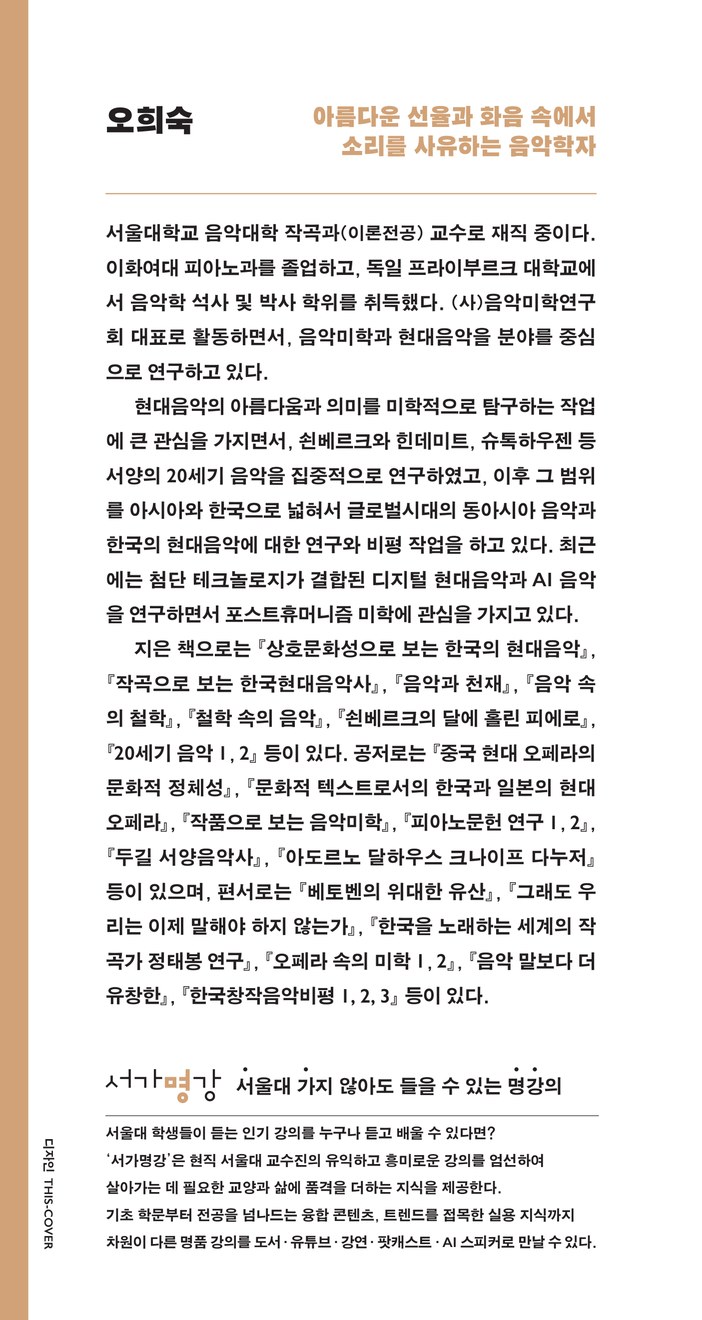 오희숙
아름다운 선율과 화음 속에서
소리를 사유하는 음악학자
서울대학교 음악대학 작곡과(이론전공) 교수로 재직 중이다.
이화여대 피아노과를 졸업하고, 독일 프라이부르크 대학교에
서 음악학 석사 및 박사 학위를 취득했다. (사)음악미학연구
회 대표로 활동하면서, 음악미학과 현대음악을 분야를 중심
으로 연구하고 있다.
현대음악의 아름다움과 의미를 미학적으로 탐구하는 작업
에 큰 관심을 가지면서, 쇤베르크와 힌데미트, 슈톡하우젠 등
서양의 20세기 음악을 집중적으로 연구하였고, 이후 그 범위
를 아시아와 한국으로 넓혀서 글로벌시대의 동아시아 음악과
한국의 현대음악에 대한 연구와 비평 작업을 하고 있다. 최근
에는 첨단 테크놀로지가 결합된 디지털 현대음악과 AI 음악
을 연구하면서 포스트휴머니즘 미학에 관심을 가지고 있다.
지은 책으로는 『상호문화성으로 보는 한국의 현대음악』,
『작곡으로 보는 한국현대음악사』, 『음악과 천재』, 『음악 속
의 철학』, 『철학 속의 음악』, 『쇤베르크의 달에 홀린 피에로』,
『20세기 음악 1, 2』 등이 있다. 공저로는 『중국 현대 오페라의
문화적 정체성』, 『문화적 텍스트로서의 한국과 일본의 현대
오페라』, 『작품으로 보는 음악미학』, 『피아노문헌 연구 1, 2』,
『두길 서양음악사』, 『아도르노 달하우스 크나이프 다누저』
등이 있으며, 편서로는 『베토벤의 위대한 유산』, 『그래도 우
리는 이제 말해야 하지 않는가』, 『한국을 노래하는 세계의 작
곡가 정태봉 연구』, 『오페라 속의 미학 1, 2』, 『음악 말보다 더
유창한』, 『한국창작음악비평 1, 2, 3』 등이 있다.
서가명강 서울대 가지 않아도 들을 수 있는 명강의
서울대 학생들이 듣는 인기 강의를 누구나 듣고 배울 수 있다면?
‘서가명강’은 현직 서울대 교수진의 유익하고 흥미로운 강의를 엄선하여
살아가는 데 필요한 교양과 삶에 품격을 더하는 지식을 제공한다.
기초 학문부터 전공을 넘나드는 융합 콘텐츠, 트렌드를 접목한 실용 지식까지
차원이 다른 명품 강의를 도서·유튜브·강연·팟캐스트·AI 스피커로 만날 수 있다.
디자인 THIS-COVER